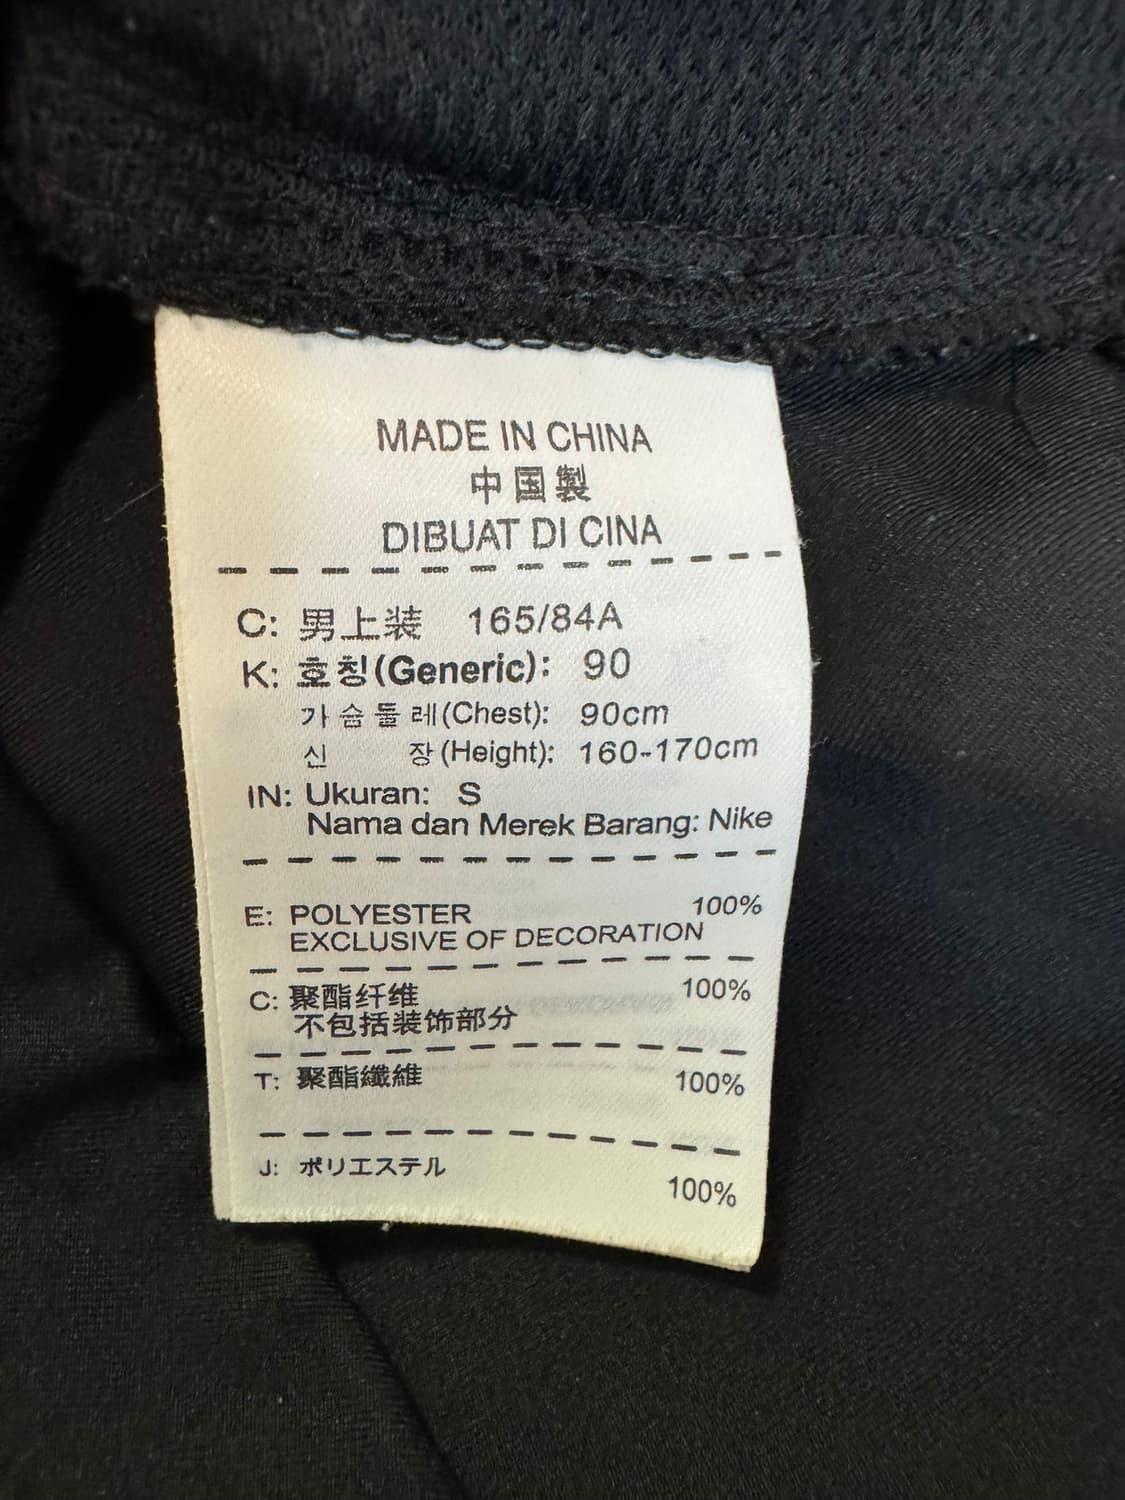 MADE IN CHINA
中国製
DIBUAT DI CINA
C: 男上装 165/84A
K: 호칭(Generic): 90
가슴둘레(Chest): 90cm
신 장(Height): 160-170cm
IN: Ukuran: S
Nama dan Merek Barang: Nike
E: POLYESTER 100%
EXCLUSIVE OF DECORATION
C: 聚酯纤维 100%
不包括装饰部分
T: 聚酯纖維 100%
J: ポリエステル 100%